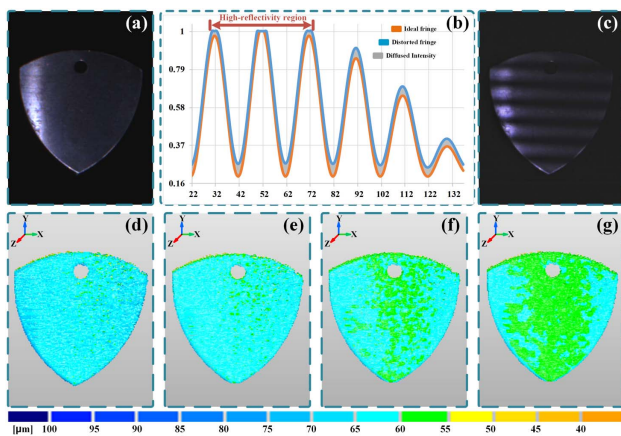 (a)
High-reflectivity region
(b)
(c)
Ideal fringe
Distorted fringe
Diffused Intensity
1
0.79
0.58
0.37
0.16
22 32 42 52 62 72 82 92 102 112 122 132
(d)
(e)
(f)
(g)
Y
X
Z
Y
X
Z
Y
X
Z
Y
X
Z
[μm] 100 95 90 85 80 75 70 65 60 55 50 45 40